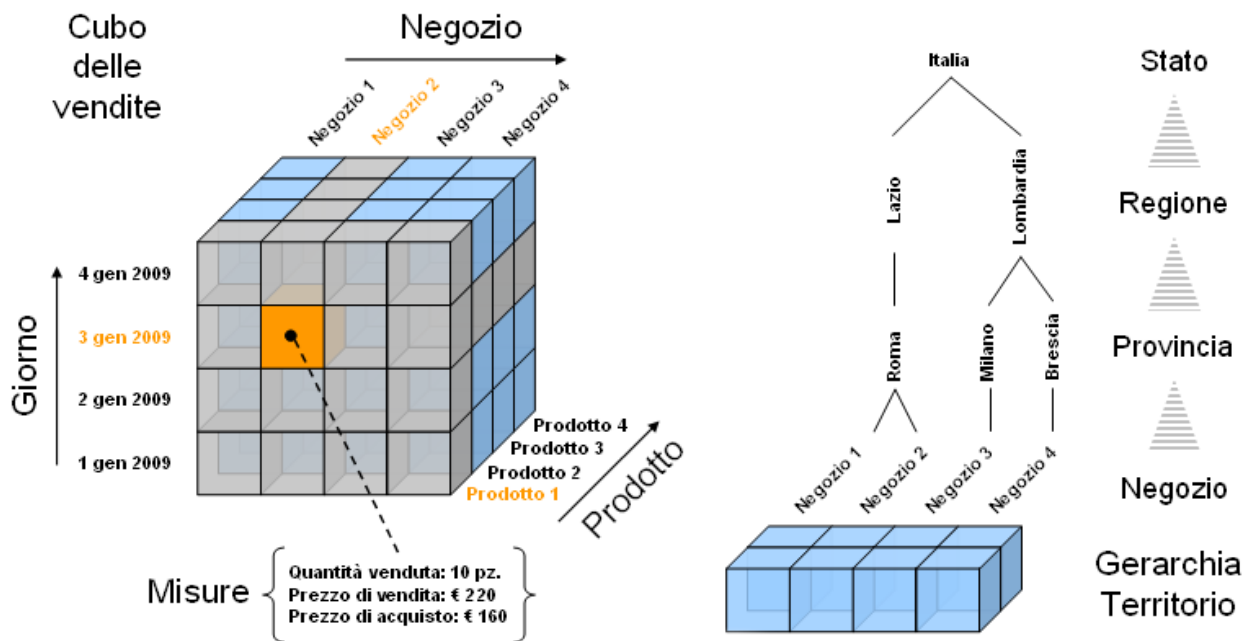 Cubo
delle
vendite
Negozio
Negozio 1
Negozio 2
Negozio 3
Negozio 4
Giorno
4 gen 2009
3 gen 2009
2 gen 2009
1 gen 2009
Prodotto 4
Prodotto 3
Prodotto 2
Prodotto 1
Prodotto
Misure
Quantità venduta: 10 pz.
Prezzo di vendita: € 220
Prezzo di acquisto: € 160
Italia
Lazio
Lombardia
Roma
Milano
Brescia
Negozio 1
Negozio 2
Negozio 3
Negozio 4
Stato
Regione
Provincia
Negozio
Gerarchia
Territorio